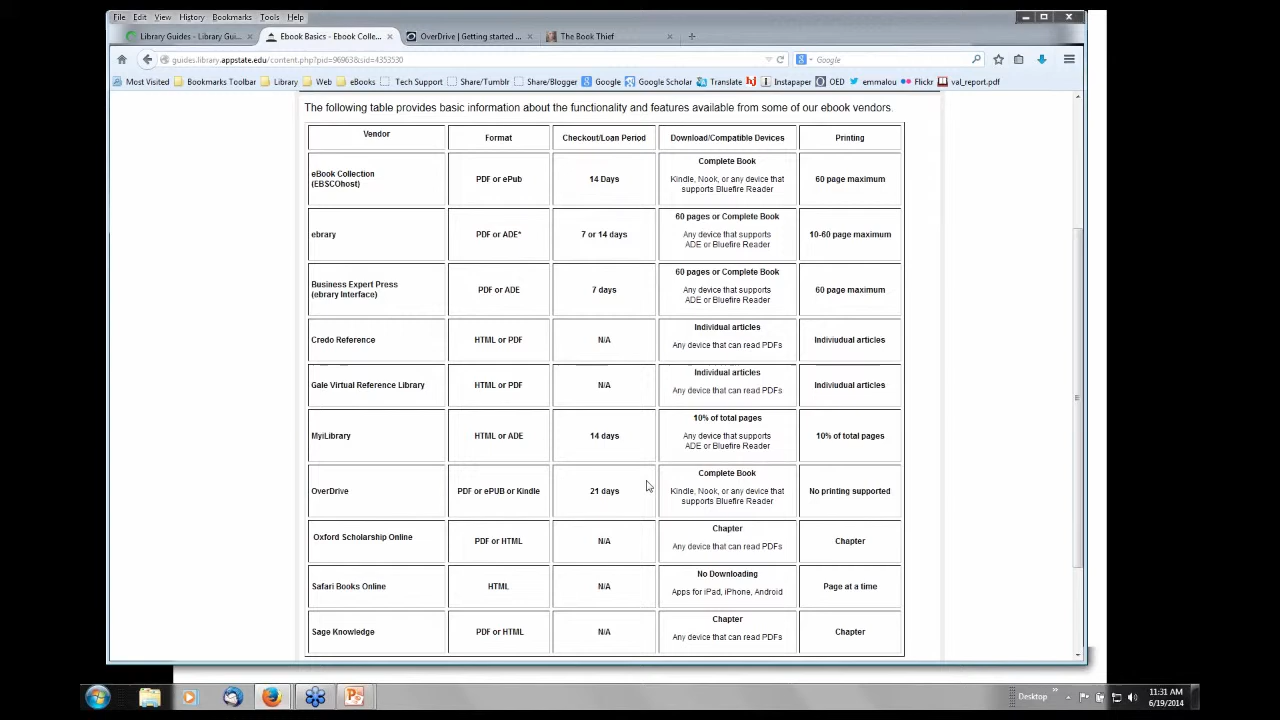 File Edit View History Bookmarks Tools Help
Library Guides - Library Gui... × Ebook Basics - Ebook Colle... × OverDrive | Getting started ... × The Book Thief × +
guides.library.appstate.edu/content.php?pid=96963&sid=4353530 Google
Most Visited Bookmarks Toolbar Library Web eBooks Tech Support Share/Tumblr Share/Blogger Google Google Scholar Translate Instapaper OED emmalou Flickr val_report.pdf
The following table provides basic information about the functionality and features available from some of our ebook vendors.
Vendor Format Checkout/Loan Period Download/Compatible Devices Printing
eBook Collection
(EBSCOhost)
PDF or ePub
14 Days
Complete Book
Kindle, Nook, or any device that
supports Bluefire Reader
60 page maximum
ebrary
PDF or ADE*
7 or 14 days
60 pages or Complete Book
Any device that supports
ADE or Bluefire Reader
10-60 page maximum
Business Expert Press
(ebrary Interface)
PDF or ADE
7 days
60 pages or Complete Book
Any device that supports
ADE or Bluefire Reader
60 page maximum
Credo Reference
HTML or PDF
N/A
Individual articles
Any device that can read PDFs
Indiviudual articles
Gale Virtual Reference Library
HTML or PDF
N/A
Individual articles
Any device that can read PDFs
Indiviudual articles
MyiLibrary
HTML or ADE
14 days
10% of total pages
Any device that supports
ADE or Bluefire Reader
10% of total pages
OverDrive
PDF or ePUB or Kindle
21 days
Complete Book
Kindle, Nook, or any device that
supports Bluefire Reader
No printing supported
Oxford Scholarship Online
PDF or HTML
N/A
Chapter
Any device that can read PDFs
Chapter
Safari Books Online
HTML
N/A
No Downloading
Apps for iPad, iPhone, Android
Page at a time
Sage Knowledge
PDF or HTML
N/A
Chapter
Any device that can read PDFs
Chapter
Desktop
11:31 AM
6/19/2014